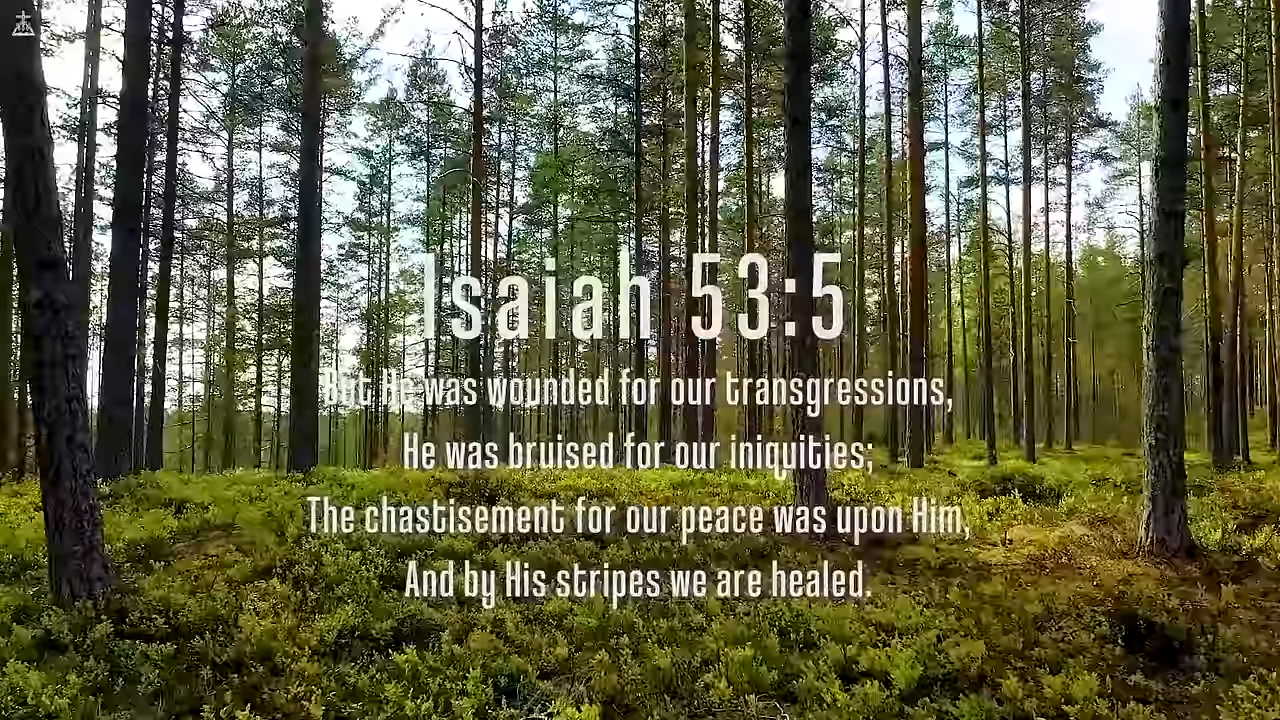 Isaiah 53:5
But He was wounded for our transgressions,
He was bruised for our iniquities;
The chastisement for our peace was upon Him,
And by His stripes we are healed.